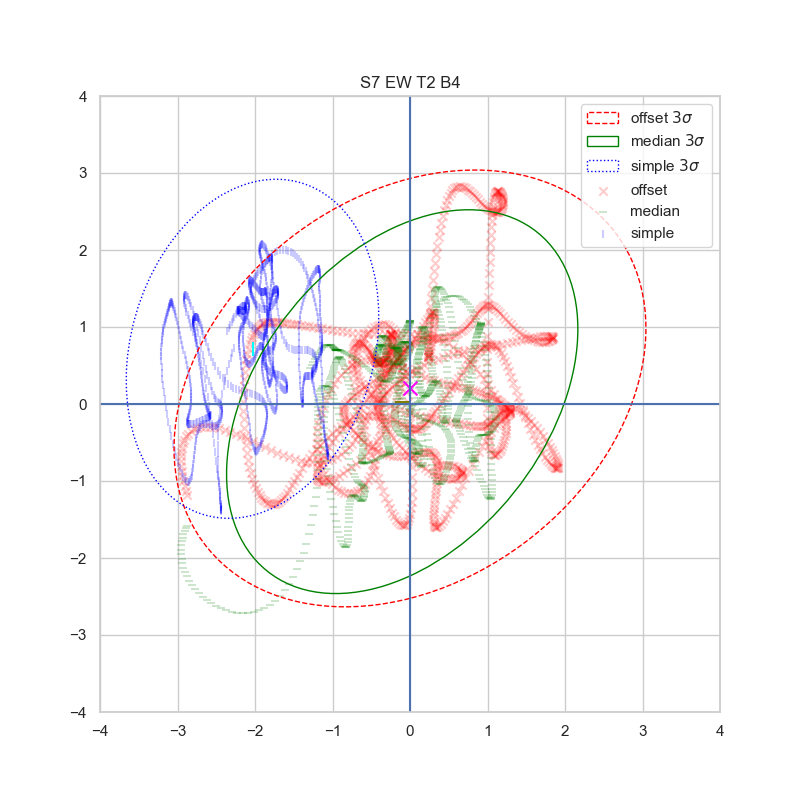 S7 EW T2 B4
offset 3σ
median 3σ
simple 3σ
offset
median
simple
4
3
2
1
0
−1
−2
−3
−4
−4 −3 −2 −1 0 1 2 3 4